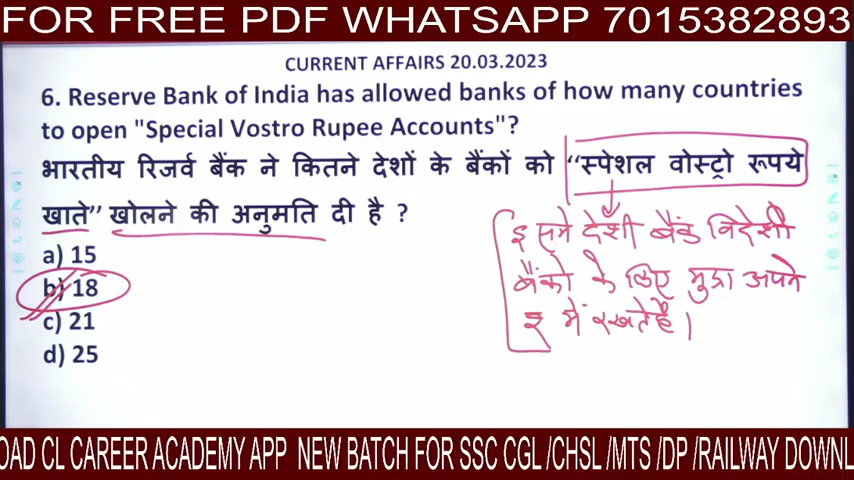 FOR FREE PDF WHATSAPP 7015382893
CURRENT AFFAIRS 20.03.2023
6. Reserve Bank of India has allowed banks of how many countries
to open "Special Vostro Rupee Accounts"?
भारतीय रिजर्व बैंक ने कितने देशों के बैंकों को “स्पेशल वोस्ट्रो रूपये
खाते” खोलने की अनुमति दी है ?
a) 15
b) 18
c) 21
d) 25
देशी बैंक विदेशी
बैंको के लिए मुद्रा अपने
में रखते है।
OAD CL CAREER ACADEMY APP NEW BATCH FOR SSC CGL /CHSL /MTS /DP /RAILWAY DOWNL